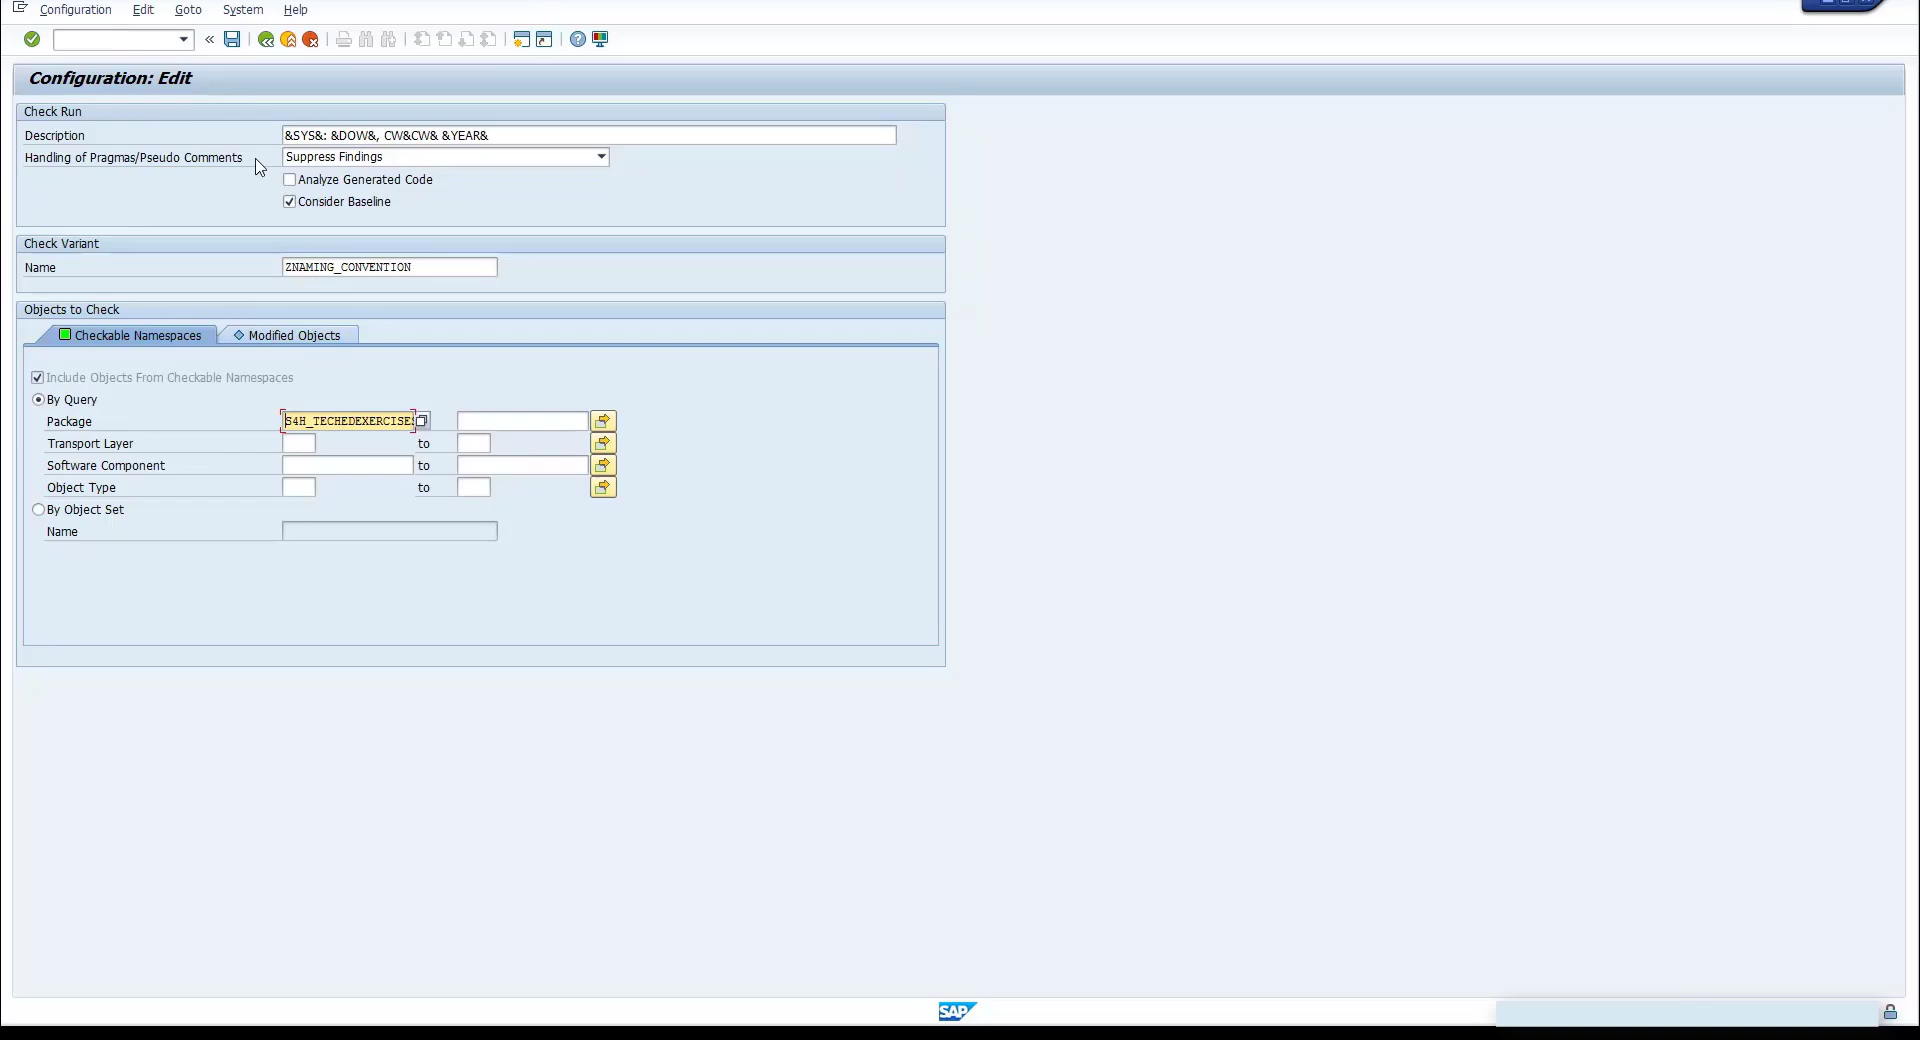 Configuration Edit Goto System Help
Configuration: Edit
Check Run
Description &SYS&: &DOW&, CW&CW& &YEAR&
Handling of Pragmas/Pseudo Comments Suppress Findings
Analyze Generated Code
Consider Baseline
Check Variant
Name ZNAMING_CONVENTION
Objects to Check
Checkable Namespaces Modified Objects
Include Objects From Checkable Namespaces
By Query
Package S4H_TECHEDEXERCISES
Transport Layer to
Software Component to
Object Type to
By Object Set
Name
SAP